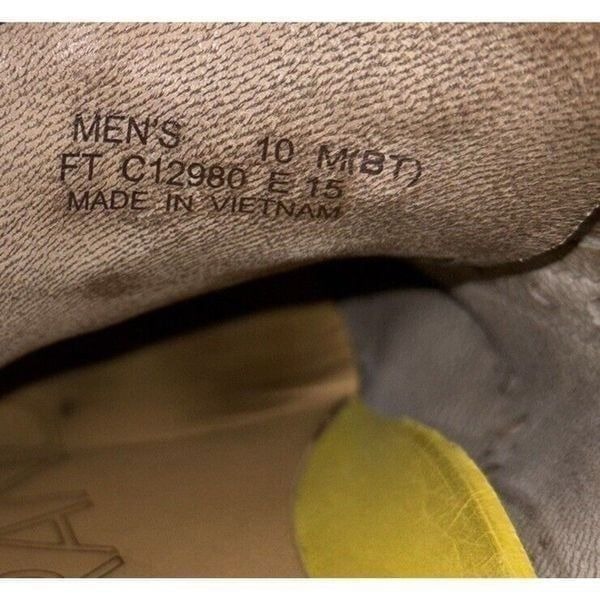 MEN'S 10 M(BT)
FT C12980 E 15
MADE IN VIETNAM